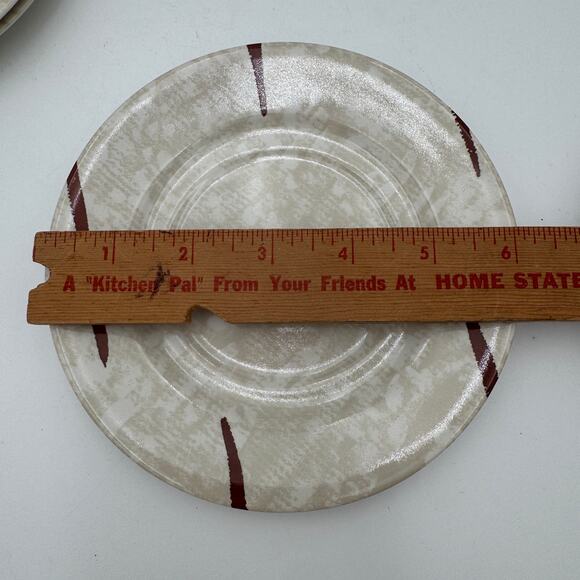 1 2 3 4 5 6
A "Kitchen Pal" From Your Friends At HOME STATE